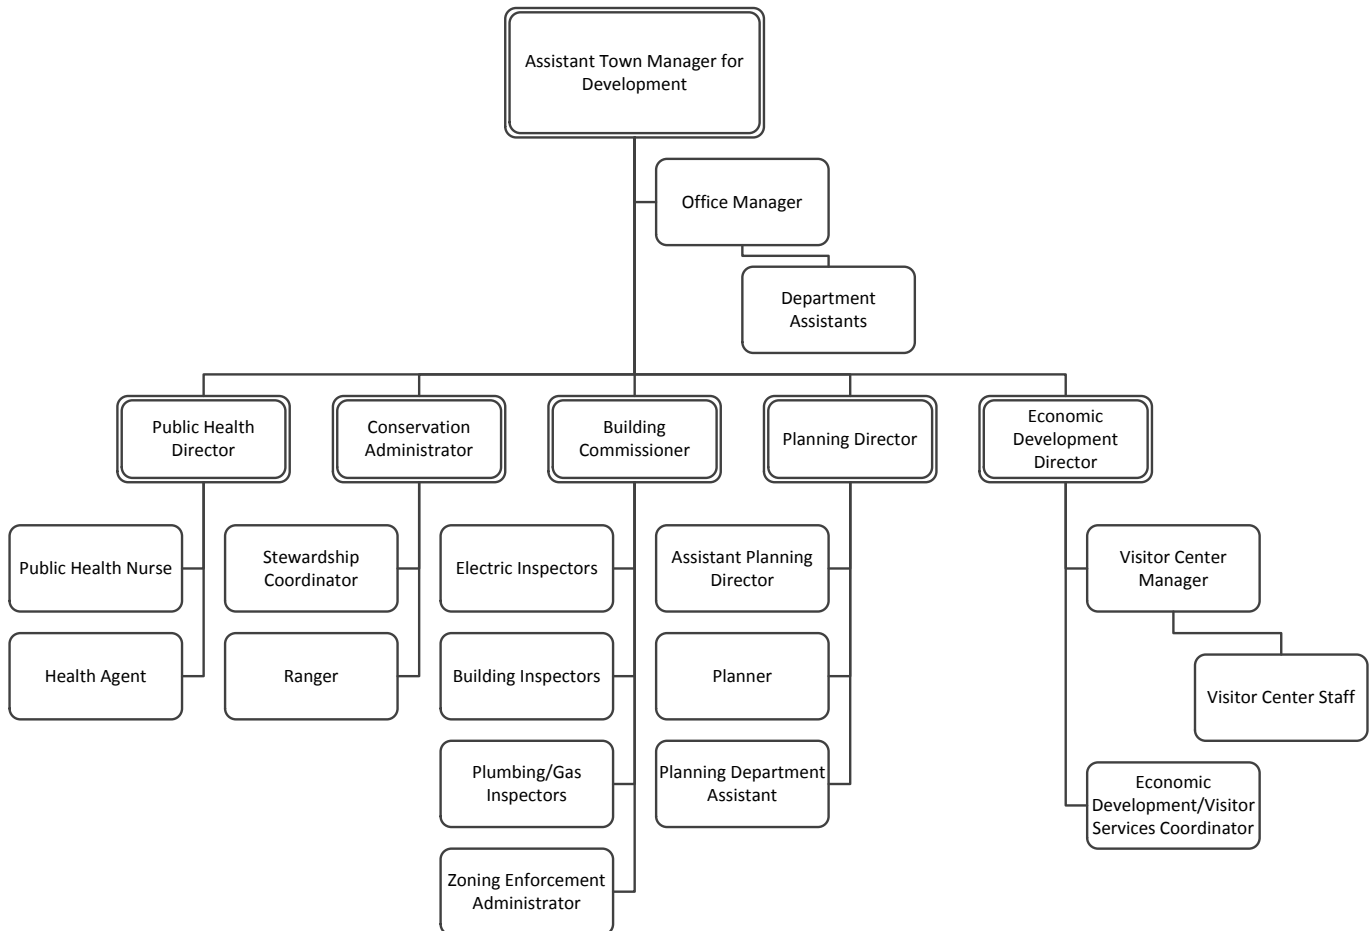 Assistant Town Manager for
Development
Office Manager
Department
Assistants
Public Health
Director
Conservation
Administrator
Building
Commissioner
Planning Director
Economic
Development
Director
Public Health Nurse
Health Agent
Stewardship
Coordinator
Ranger
Electric Inspectors
Building Inspectors
Plumbing/Gas
Inspectors
Zoning Enforcement
Administrator
Assistant Planning
Director
Planner
Planning Department
Assistant
Visitor Center
Manager
Visitor Center Staff
Economic
Development/Visitor
Services Coordinator